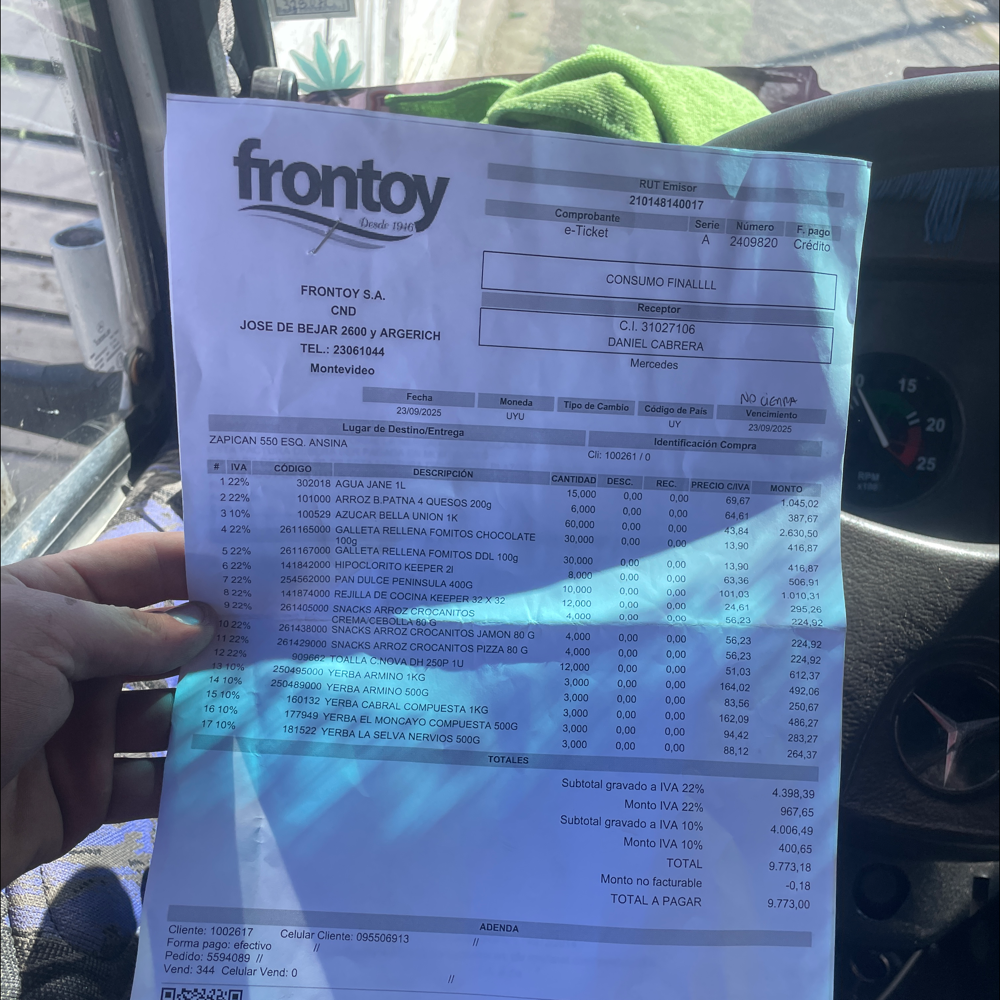 frontoy
Desde 1946
RUT Emisor
210148140017
Comprobante Serie Número F. pago
e-Ticket A 2409820 Crédito
CONSUMO FINALLLL
Receptor
C.I. 31027106
DANIEL CABRERA
Mercedes
FRONTOY S.A.
CND
JOSE DE BEJAR 2600 y ARGERICH
TEL.: 23061044
Montevideo
NO CIERRA
Fecha Moneda Tipo de Cambio Código de País Vencimiento
23/09/2025 UYU UY 23/09/2025
Lugar de Destino/Entrega Identificación Compra
ZAPICAN 550 ESQ. ANSINA Cli: 100261 / 0
# IVA CÓDIGO DESCRIPCIÓN CANTIDAD DESC. REC. PRECIO C/IVA MONTO
1 22% 302018 AGUA JANE 1L 15,000 0,00 0,00 69,67 1.045,02
2 22% 101000 ARROZ B.PATNA 4 QUESOS 200g 6,000 0,00 0,00 64,61 387,67
3 10% 100529 AZUCAR BELLA UNION 1K 60,000 0,00 0,00 43,84 2.630,50
4 22% 261165000 GALLETA RELLENA FOMITOS CHOCOLATE 30,000 0,00 0,00 13,90 416,87
100g
5 22% 261167000 GALLETA RELLENA FOMITOS DDL 100g 30,000 0,00 0,00 13,90 416,87
6 22% 141842000 HIPOCLORITO KEEPER 2l 8,000 0,00 0,00 63,36 506,91
7 22% 254562000 PAN DULCE PENINSULA 400G 10,000 0,00 0,00 101,03 1.010,31
8 22% 141874000 REJILLA DE COCINA KEEPER 32 X 32 12,000 0,00 0,00 24,61 295,26
9 22% 261405000 SNACKS ARROZ CROCANITOS 4,000 0,00 0,00 56,23 224,92
CREMA/CEBOLLA 80 G
10 22% 261438000 SNACKS ARROZ CROCANITOS JAMON 80 G 4,000 0,00 0,00 56,23 224,92
11 22% 261429000 SNACKS ARROZ CROCANITOS PIZZA 80 G 4,000 0,00 0,00 56,23 224,92
12 22% 909662 TOALLA C.NOVA DH 250P 1U 12,000 0,00 0,00 51,03 612,37
13 10% 250495000 YERBA ARMINO 1KG 3,000 0,00 0,00 164,02 492,06
14 10% 250489000 YERBA ARMINO 500G 3,000 0,00 0,00 83,56 250,67
15 10% 160132 YERBA CABRAL COMPUESTA 1KG 3,000 0,00 0,00 162,09 486,27
16 10% 177949 YERBA EL MONCAYO COMPUESTA 500G 3,000 0,00 0,00 94,42 283,27
17 10% 181522 YERBA LA SELVA NERVIOS 500G 3,000 0,00 0,00 88,12 264,37
TOTALES
Subtotal gravado a IVA 22% 4.398,39
Monto IVA 22% 967,65
Subtotal gravado a IVA 10% 4.006,49
Monto IVA 10% 400,65
TOTAL 9.773,18
Monto no facturable -0,18
TOTAL A PAGAR 9.773,00
ADENDA
Cliente: 1002617 Celular Cliente: 095506913 //
Forma pago: efectivo //
Pedido: 5594089 //
Vend: 344 Celular Vend: 0 //
0 15 20 25
RPM